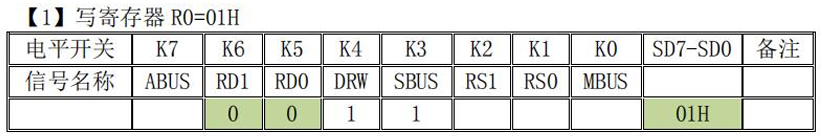 【1】写寄存器 R0=01H
电平开关 K7 K6 K5 K4 K3 K2 K1 K0 SD7-SD0 备注
信号名称 ABUS RD1 RD0 DRW SBUS RS1 RS0 MBUS
0 0 1 1 01H